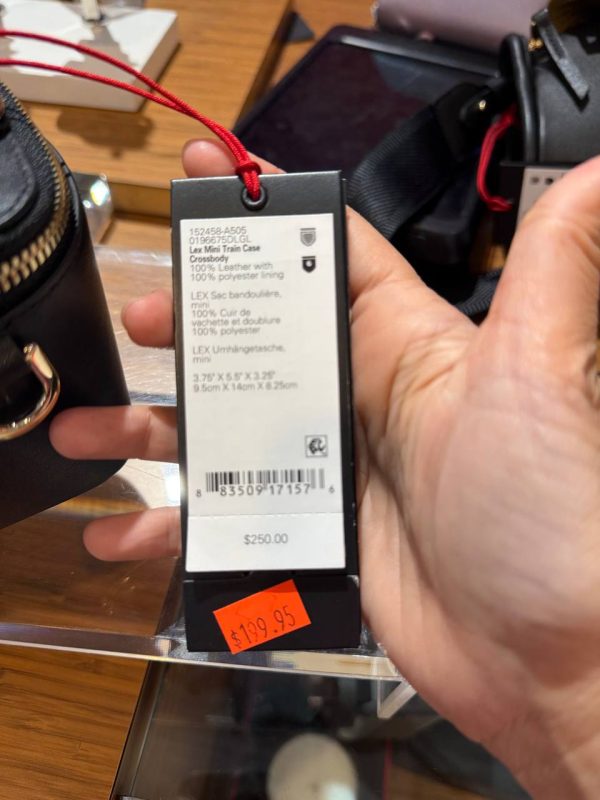 152458-A505
0196675DLGL
Lex Mini Train Case
Crossbody
100% Leather with
100% polyester lining
LEX Sac bandoulière,
mini
100% Cuir de
vachette et doublure
100% polyester
LEX Umhängetasche,
mini
3.75" X 5.5" X 3.25"
9.5cm X 14cm X 8.25cm
8 83509 17157 6
$250.00
$199.95